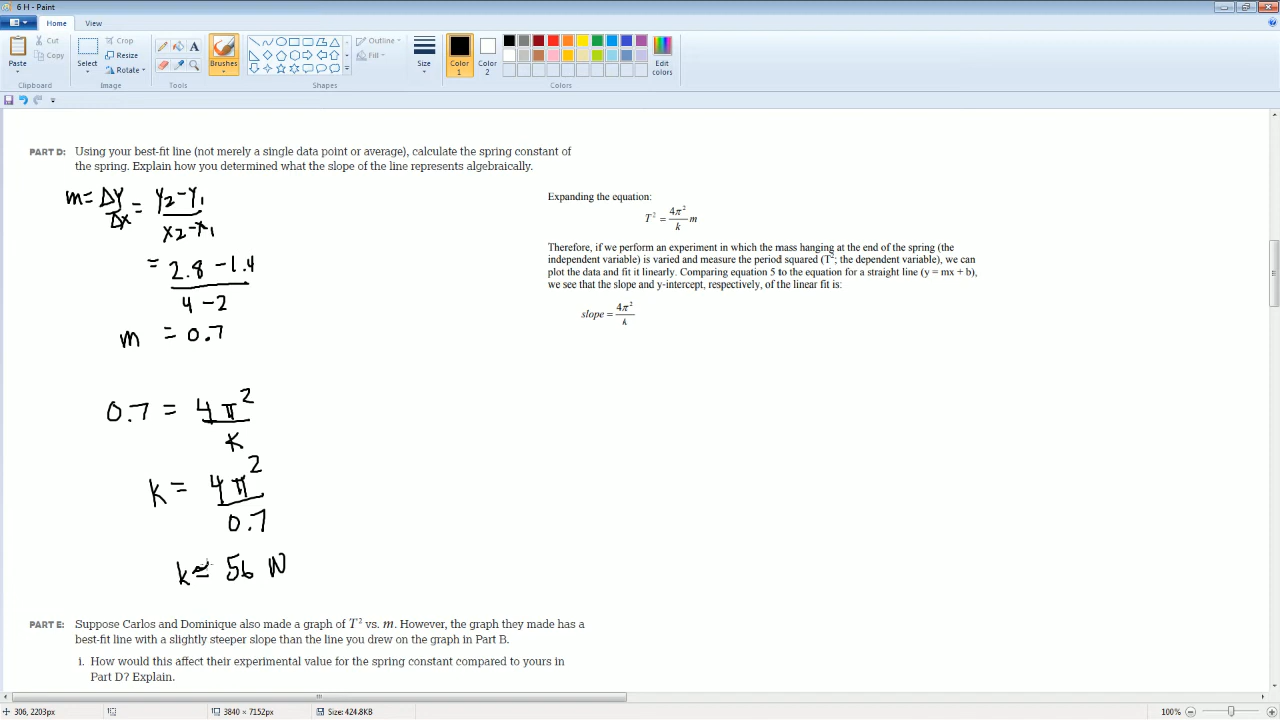 6 H - Paint
Home View
Paste
Cut
Copy
Clipboard
Select
Crop
Resize
Rotate
Image
A
Tools
Brushes
Shapes
Outline
Fill
Size
Color 1
Color 2
Edit colors
Colors
PART D: Using your best-fit line (not merely a single data point or average), calculate the spring constant of
the spring. Explain how you determined what the slope of the line represents algebraically.
m = ΔY/Δx = (y2-y1)/(x2-x1)
= (2.8-1.4)/(4-2)
m = 0.7
0.7 = 4π²/K
k = 4π²/0.7
k≈ 56 N
Expanding the equation:
T² = 4π²/k m
Therefore, if we perform an experiment in which the mass hanging at the end of the spring (the
independent variable) is varied and measure the period squared (T²; the dependent variable), we can
plot the data and fit it linearly. Comparing equation 5 to the equation for a straight line (y = mx + b),
we see that the slope and y-intercept, respectively, of the linear fit is:
slope = 4π²/k
PART E: Suppose Carlos and Dominique also made a graph of T² vs. m. However, the graph they made has a
best-fit line with a slightly steeper slope than the line you drew on the graph in Part B.
i. How would this affect their experimental value for the spring constant compared to yours in
Part D? Explain.
306, 2203px
3840 × 7152px
Size: 424.8KB
100%